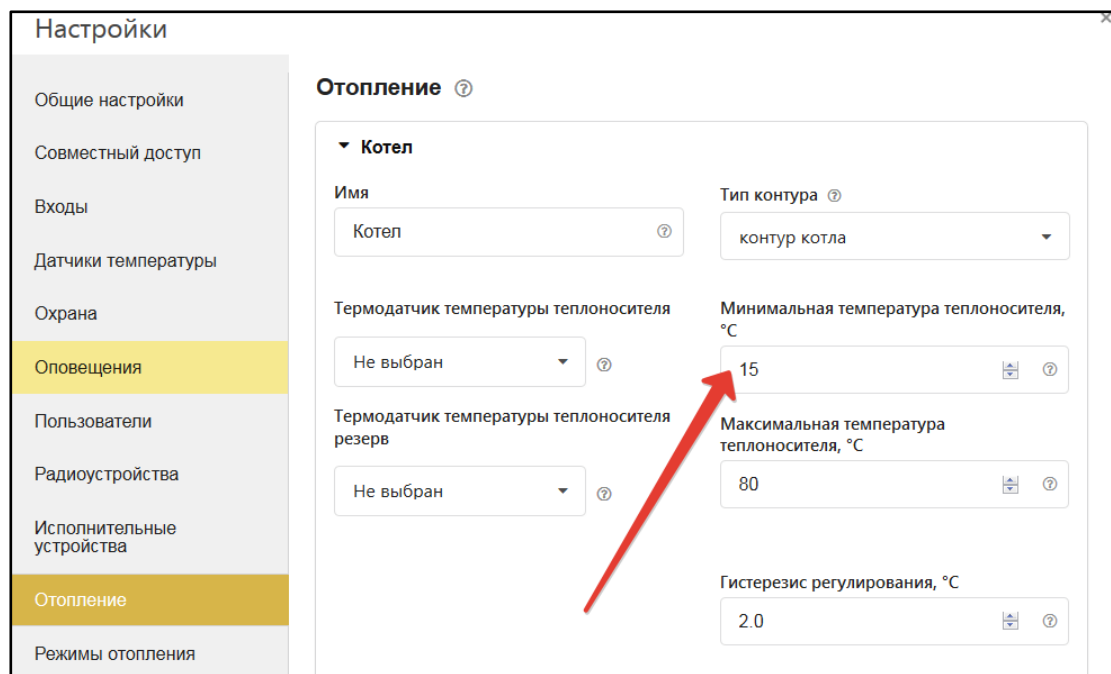 Настройки
Общие настройки
Совместный доступ
Входы
Датчики температуры
Охрана
Оповещения
Пользователи
Радиоустройства
Исполнительные
устройства
Отопление
Режимы отопления
Отопление
Котел
Имя
Котел
Тип контура
контур котла
Термодатчик температуры теплоносителя
Не выбран
Минимальная температура теплоносителя,
°C
15
Термодатчик температуры теплоносителя
резерв
Не выбран
Максимальная температура
теплоносителя, °C
80
Гистерезис регулирования, °C
2.0